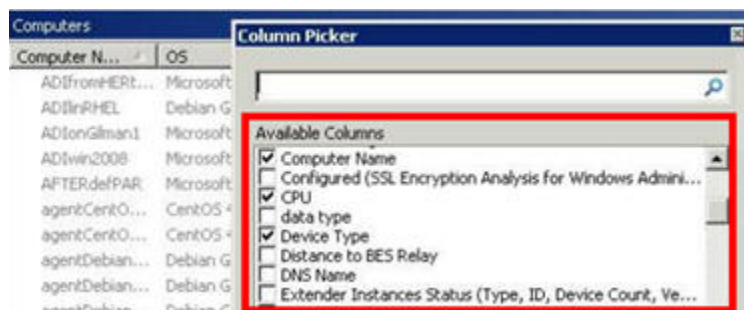 Computers
Column Picker
Computer N... OS
ADIfromHERt... Microsoft
ADIlinRHEL Debian G
ADIonGilman1 Microsoft
ADIwin2008 Microsoft
AFTERdefPAR Microsoft
agentCentO... CentOS
agentCentO... CentOS
agentDebian... Debian G
agentDebian... Debian G
Available Columns
Computer Name
Configured (SSL Encryption Analysis for Windows Admini...
CPU
data type
Device Type
Distance to BES Relay
DNS Name
Extender Instances Status (Type, ID, Device Count, Ve...